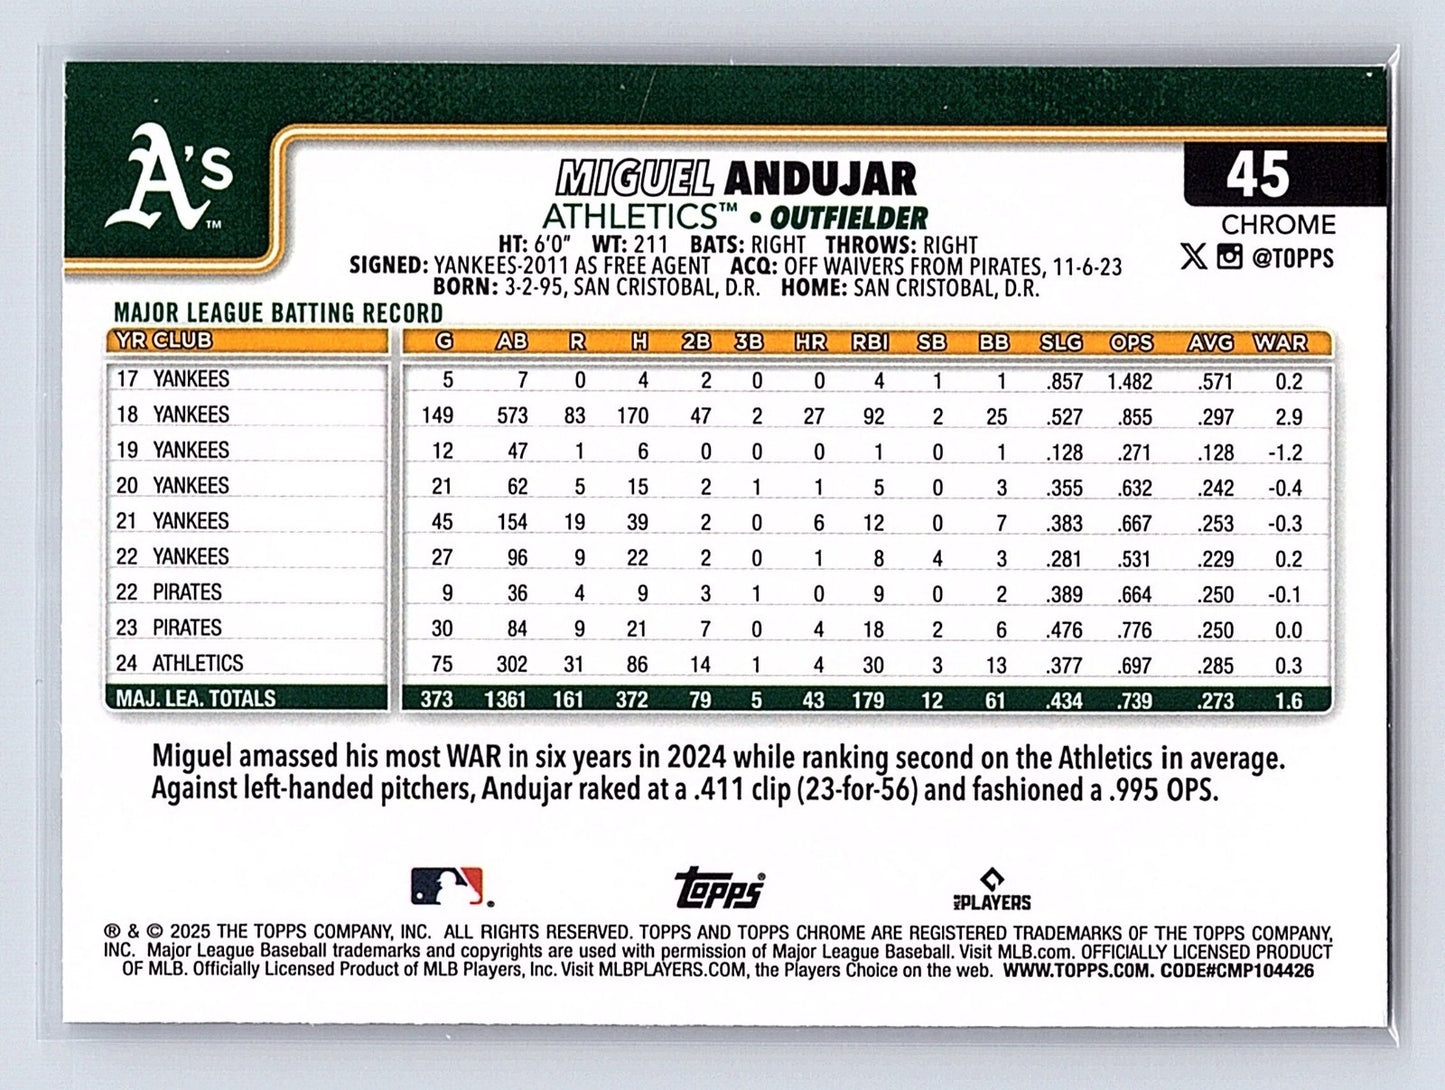 A's™
MIGUEL ANDUJAR
45
ATHLETICS™ • OUTFIELDER
CHROME
HT: 6'0" WT: 211 BATS: RIGHT THROWS: RIGHT
@TOPPS
SIGNED: YANKEES-2011 AS FREE AGENT ACQ: OFF WAIVERS FROM PIRATES, 11-6-23
BORN: 3-2-95, SAN CRISTOBAL, D.R. HOME: SAN CRISTOBAL, D.R.
MAJOR LEAGUE BATTING RECORD
YR CLUB G AB R H 2B 3B HR RBI SB BB SLG OPS AVG WAR
17 YANKEES 5 7 0 4 2 0 0 4 1 1 .857 1.482 .571 0.2
18 YANKEES 149 573 83 170 47 2 27 92 2 25 .527 .855 .297 2.9
19 YANKEES 12 47 1 6 0 0 0 1 0 1 .128 .271 .128 -1.2
20 YANKEES 21 62 5 15 2 1 1 5 0 3 .355 .632 .242 -0.4
21 YANKEES 45 154 19 39 2 0 6 12 0 7 .383 .667 .253 -0.3
22 YANKEES 27 96 9 22 2 0 1 8 4 3 .281 .531 .229 0.2
22 PIRATES 9 36 4 9 3 1 0 9 0 2 .389 .664 .250 -0.1
23 PIRATES 30 84 9 21 7 0 4 18 2 6 .476 .776 .250 0.0
24 ATHLETICS 75 302 31 86 14 1 4 30 3 13 .377 .697 .285 0.3
MAJ. LEA. TOTALS 373 1361 161 372 79 5 43 179 12 61 .434 .739 .273 1.6
Miguel amassed his most WAR in six years in 2024 while ranking second on the Athletics in average.
Against left-handed pitchers, Andujar raked at a .411 clip (23-for-56) and fashioned a .995 OPS.
Topps®
MLB PLAYERS
® & © 2025 THE TOPPS COMPANY, INC. ALL RIGHTS RESERVED. TOPPS AND TOPPS CHROME ARE REGISTERED TRADEMARKS OF THE TOPPS COMPANY,
INC. Major League Baseball trademarks and copyrights are used with permission of Major League Baseball. Visit MLB.com. OFFICIALLY LICENSED PRODUCT
OF MLB. Officially Licensed Product of MLB Players, Inc. Visit MLBPLAYERS.COM, the Players Choice on the web. WWW.TOPPS.COM. CODE#CMP104426